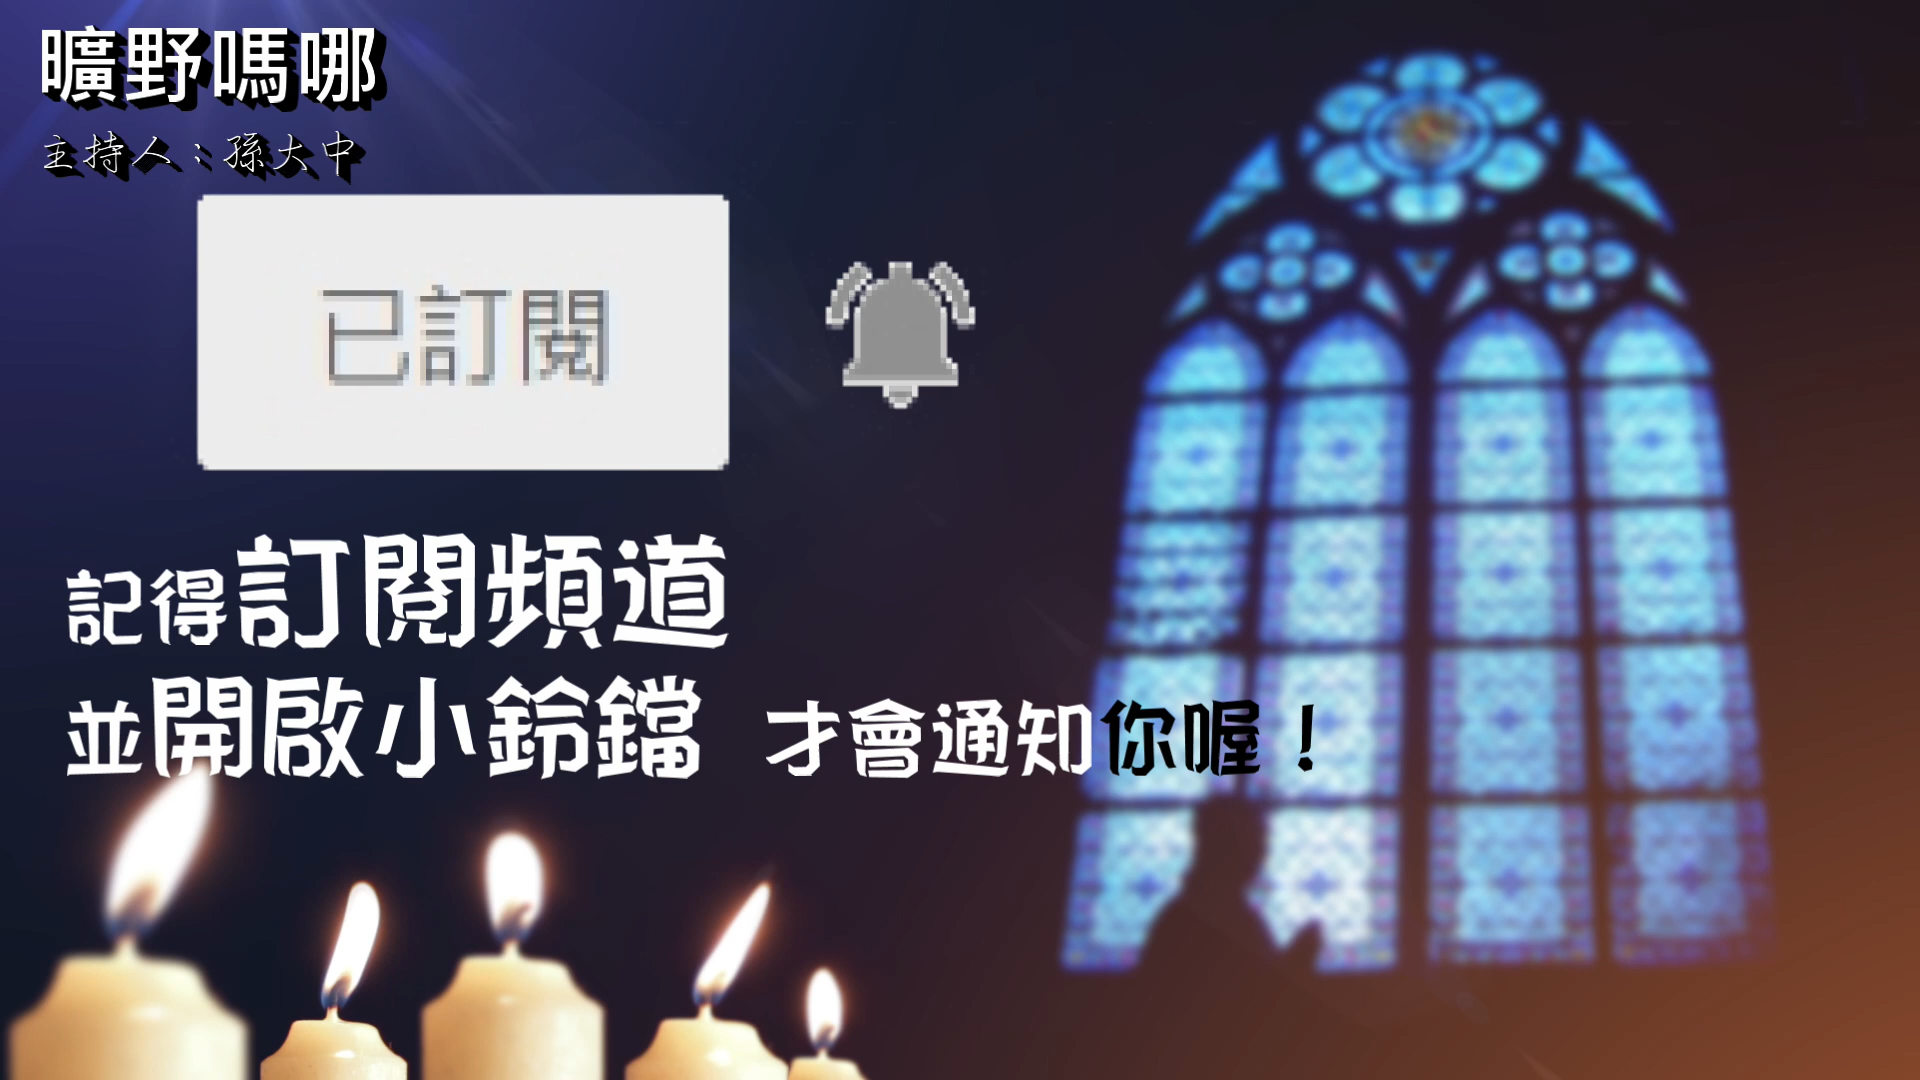 曠野嗎哪
主持人：孫大中
已訂閱
記得訂閱頻道
並開啟小鈴鐺 才會通知你喔！